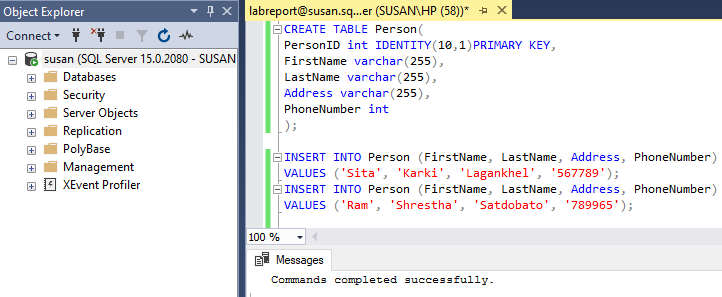 Object Explorer
Connect
susan (SQL Server 15.0.2080 - SUSAN
Databases
Security
Server Objects
Replication
PolyBase
Management
XEvent Profiler
labreport@susan.sq...er (SUSAN\HP (58))*
CREATE TABLE Person(
PersonID int IDENTITY(10,1)PRIMARY KEY,
FirstName varchar(255),
LastName varchar(255),
Address varchar(255),
PhoneNumber int
);
INSERT INTO Person (FirstName, LastName, Address, PhoneNumber)
VALUES ('Sita', 'Karki', 'Lagankhel', '567789');
INSERT INTO Person (FirstName, LastName, Address, PhoneNumber)
VALUES ('Ram', 'Shrestha', 'Satdobato', '789965');
100 %
Messages
Commands completed successfully.